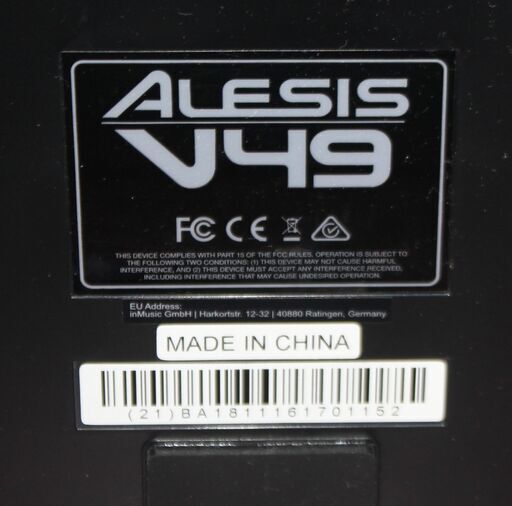 ALESIS
V49
FC CE
THIS DEVICE COMPLIES WITH PART 15 OF THE FCC RULES. OPERATION IS SUBJECT TO
THE FOLLOWING TWO CONDITIONS: (1) THIS DEVICE MAY NOT CAUSE HARMFUL
INTERFERENCE, AND (2) THIS DEVICE MUST ACCEPT ANY INTERFERENCE RECEIVED,
INCLUDING INTERFERENCE THAT MAY CAUSE UNDESIRED OPERATION.
EU Address:
inMusic GmbH | Harkortstr. 12-32 | 40880 Ratingen, Germany
MADE IN CHINA
(21)BA18111161701152